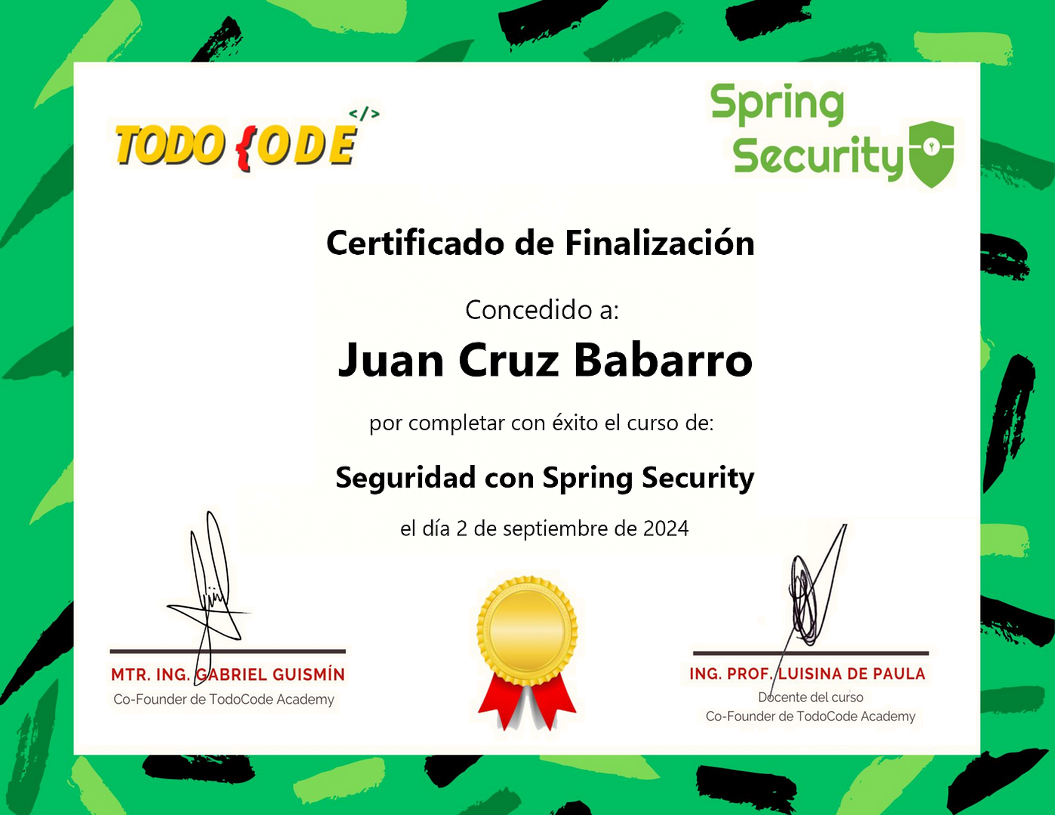 </>
TODO {ODE
Spring
Security
Certificado de Finalización
Concedido a:
Juan Cruz Babarro
por completar con éxito el curso de:
Seguridad con Spring Security
el día 2 de septiembre de 2024
MTR. ING. GABRIEL GUISMÍN
Co-Founder de TodoCode Academy
ING. PROF. LUISINA DE PAULA
Docente del curso
Co-Founder de TodoCode Academy